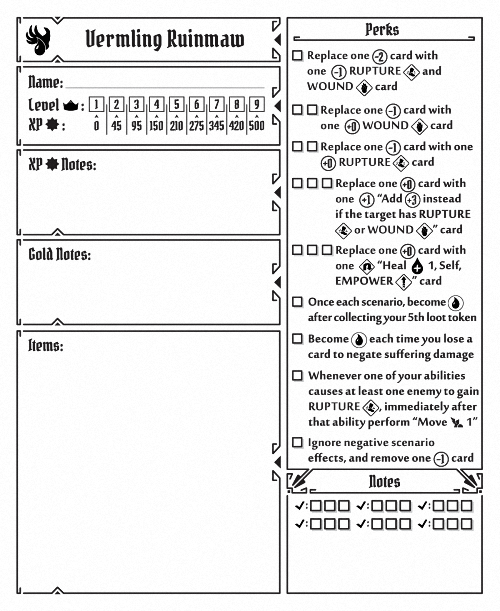 Vermling Ruinmaw
Name:
Level :
1 2 3 4 5 6 7 8 9
XP :
0 45 95 150 210 275 345 420 500
XP Notes:
Gold Notes:
Items:
Perks
Replace one -2 card with
one -1 RUPTURE and
WOUND card
Replace one -1 card with
one +0 WOUND card
Replace one -1 card with one
+0 RUPTURE card
Replace one +0 card with
one +1 “Add +3 instead
if the target has RUPTURE
or WOUND ” card
Replace one +0 card with
one “Heal 1, Self,
EMPOWER ” card
Once each scenario, become
after collecting your 5th loot token
Become each time you lose a
card to negate suffering damage
Whenever one of your abilities
causes at least one enemy to gain
RUPTURE , immediately after
that ability perform “Move 1”
Ignore negative scenario
effects, and remove one -1 card
Notes
✓: ✓: ✓:
✓: ✓: ✓: